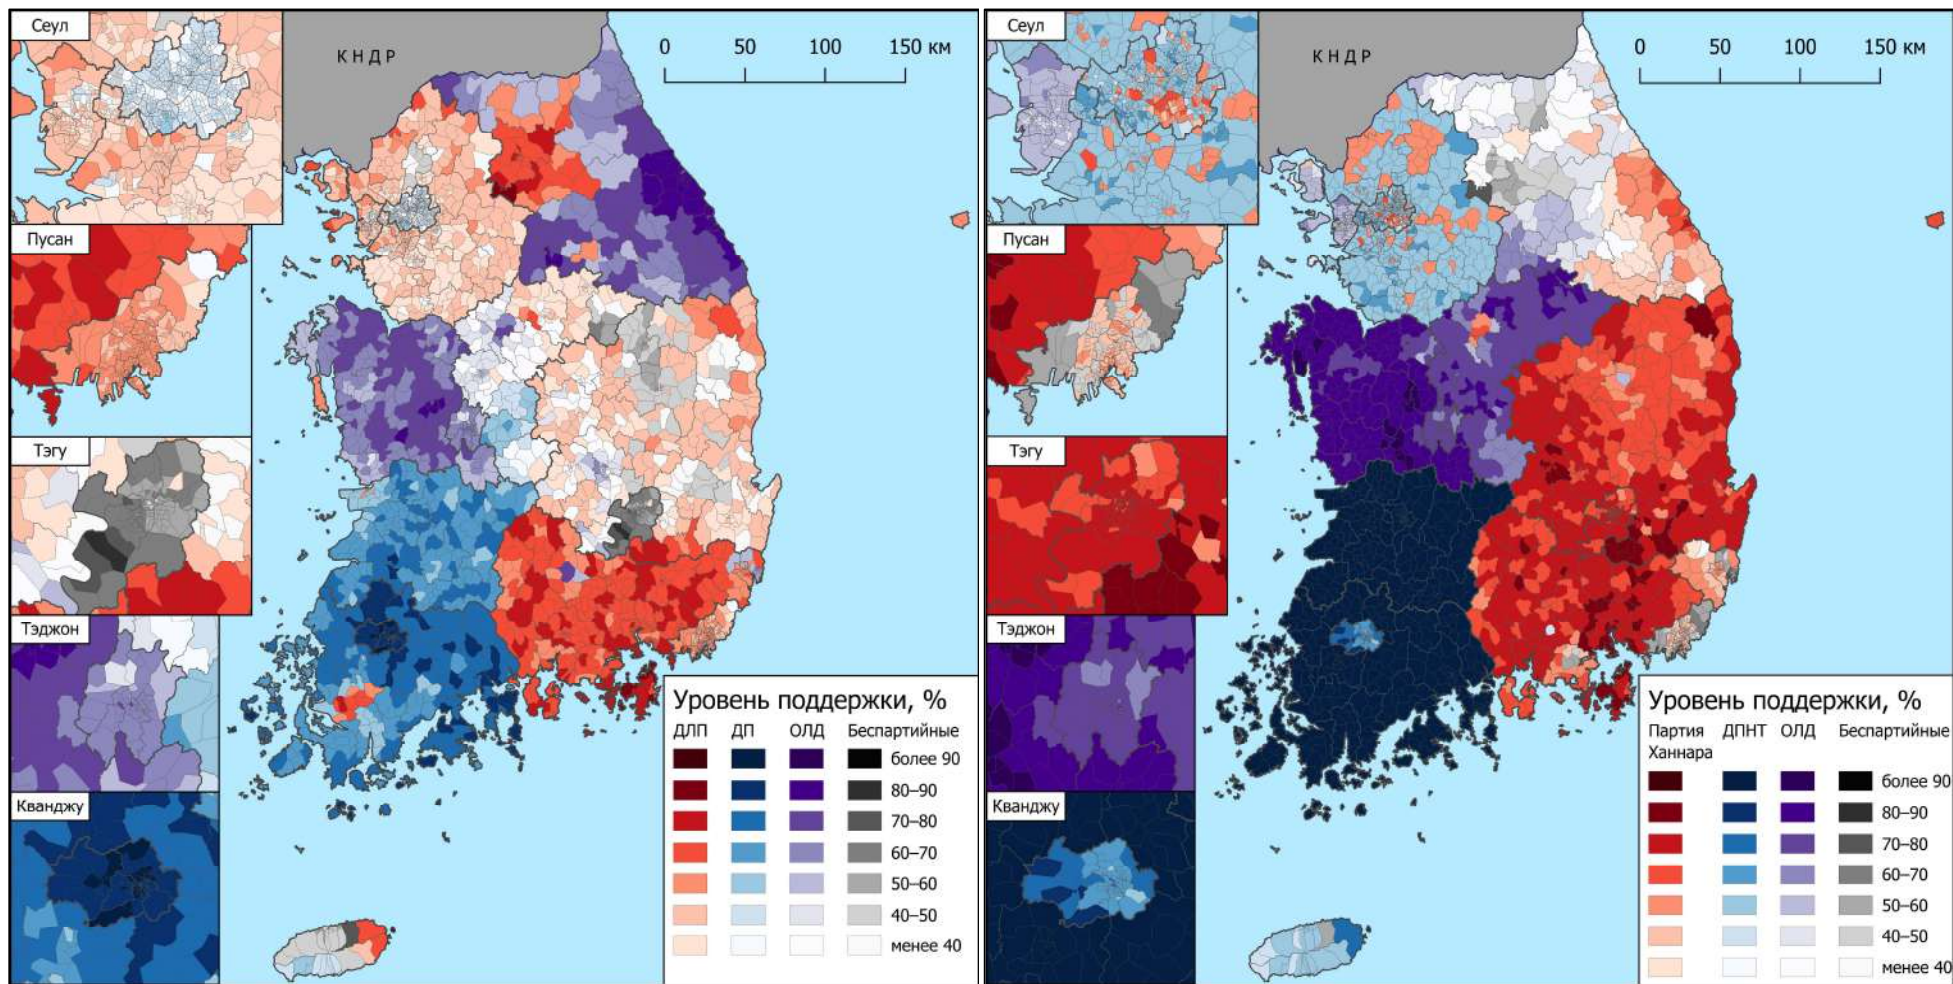 Сеул
КНДР
0 50 100 150 км
Пусан
Тэгу
Тэджон
Кванджу
Уровень поддержки, %
ДЛП ДП ОЛД Беспартийные
более 90
80–90
70–80
60–70
50–60
40–50
менее 40
Сеул
КНДР
0 50 100 150 км
Пусан
Тэгу
Тэджон
Кванджу
Уровень поддержки, %
Партия Ханнара ДПНТ ОЛД Беспартийные
более 90
80–90
70–80
60–70
50–60
40–50
менее 40